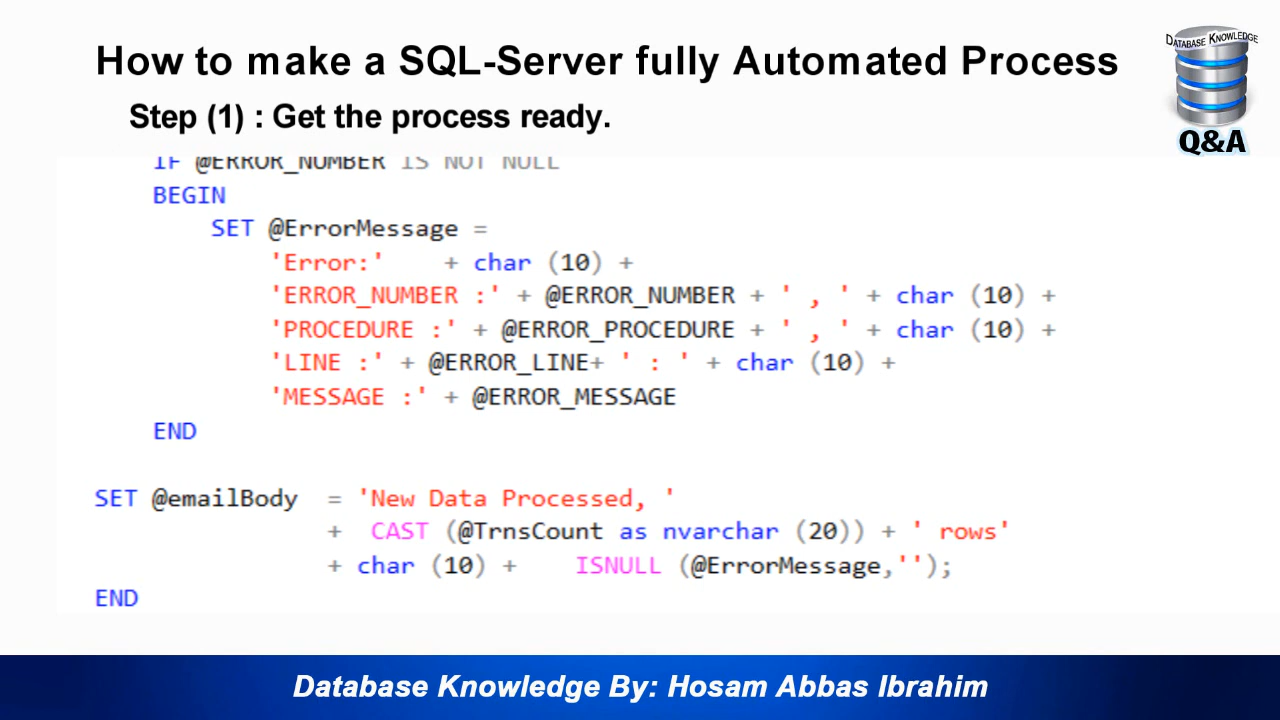 How to make a SQL-Server fully Automated Process
DATABASE KNOWLEDGE
Q&A
Step (1) : Get the process ready.
IF @ERROR_NUMBER IS NOT NULL
BEGIN
SET @ErrorMessage =
'Error:' + char (10) +
'ERROR_NUMBER :' + @ERROR_NUMBER + ' , ' + char (10) +
'PROCEDURE :' + @ERROR_PROCEDURE + ' , ' + char (10) +
'LINE :' + @ERROR_LINE+ ' : ' + char (10) +
'MESSAGE :' + @ERROR_MESSAGE
END
SET @emailBody = 'New Data Processed, '
+ CAST (@TrnsCount as nvarchar (20)) + ' rows'
+ char (10) + ISNULL (@ErrorMessage,'');
END
Database Knowledge By: Hosam Abbas Ibrahim